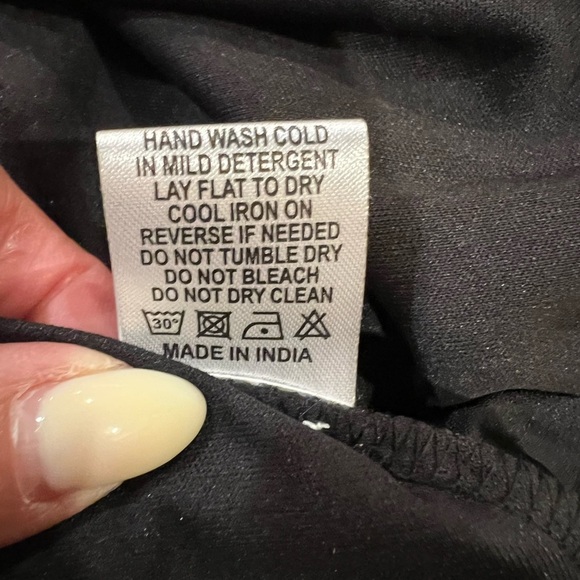 HAND WASH COLD
IN MILD DETERGENT
LAY FLAT TO DRY
COOL IRON ON
REVERSE IF NEEDED
DO NOT TUMBLE DRY
DO NOT BLEACH
DO NOT DRY CLEAN
30°
MADE IN INDIA